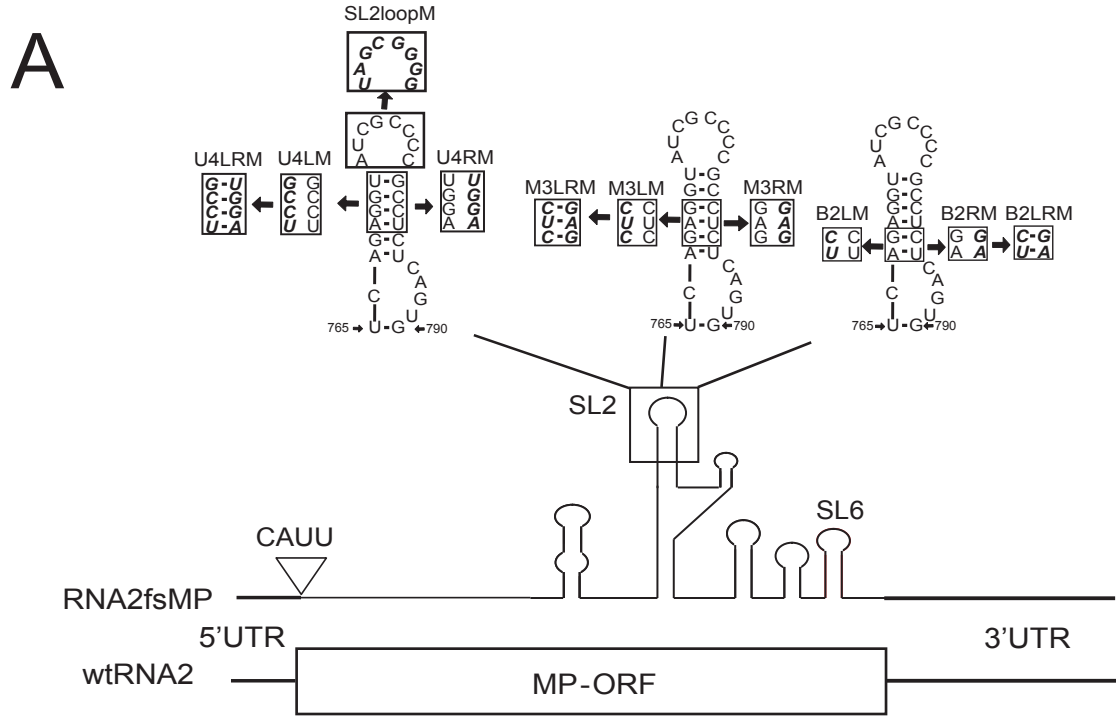 A
SL2loopM
C G
G G
A G
U G
G C
C C
U C
A C
U4LRM U4LM U4RM
G-U
C-G
C-G
U-A
G G
C C
C C
U U
U-G
G-C
G-C
A-U
U U
G G
G G
A A
G-C
A U
C
C
A
G
U
765 U-G 790
G C
C C
U C
A C
M3LRM M3LM M3RM
C-G
U-A
C-G
C C
U U
C C
U-G
G-C
G-C
A-U
G-C
G G
A A
G G
A U
C
C
A
G
U
765 U-G 790
G C
C C
U C
A C
U-G
G-C
G-C
A-U
B2LM B2RM B2LRM
C C
U U
G-C
A-U
G G
A A
C-G
U-A
C
C
A
G
U
765 U-G 790
SL2
SL6
CAUU
RNA2fsMP
5'UTR 3'UTR
wtRNA2
MP-ORF